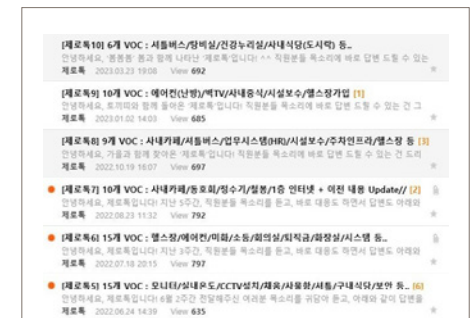 [제로톡10] 6개 VOC : 셔틀버스/탕비실/건강누리실/사내식당(도시락) 등..
안녕하세요, '봄봄봄' 봄과 함께 나타난 '제로톡'입니다! ^^ 직원분들 목소리에 바로 답변 드릴 수 있는
제로톡 2023.03.23 19:08 View 692
[제로톡9] 10개 VOC : 에어컨(난방)/벽TV/사내증식/시설보수/헬스장가입 [1]
안녕하세요, 토끼띠와 함께 돌아온 '제로톡'입니다! 직원분들 목소리에 바로 답변 드릴 수 있는 건 그
제로톡 2023.01.02 14:03 View 685
[제로톡8] 9개 VOC : 사내카페/셔틀버스/업무시스템(HR)/시설보수/주차인프라/헬스장 등 [3]
안녕하세요, 가을과 함께 찾아온 '제로톡'입니다! 직원분들 목소리에 바로 답변 드릴 수 있는 건 드리
제로톡 2022.10.19 16:07 View 697
[제로톡7] 10개 VOC : 사내카페/동호회/정수기/철봉/1층 인터넷 + 이전 내용 Update// [2]
안녕하세요, 제로톡입니다! 지난 5주간, 직원분들 목소리를 듣고, 바로 대응도 하면서 답변도 아래와
제로톡 2022.08.23 11:32 View 792
[제로톡6] 15개 VOC : 헬스장/에어컨/미화/소등/회의실/퇴직금/화장실/시스템 등..
안녕하세요, 제로톡입니다! 지난 3주간, 직원분들 목소리를 듣고, 바로 대응도 하면서 답변도 아래와
제로톡 2022.07.18 20:15 View 797
[제로톡5] 15개 VOC : 모니터/실내온도/CCTV설치/채용/사물함/셔틀/구내식당/보안 등.. [6]
안녕하세요, 제로톡입니다! 6월 2주간 전달해주신 여러분 목소리를 귀담아 듣고, 아래와 같이 답변을
제로톡 2022.06.24 14:39 View 635